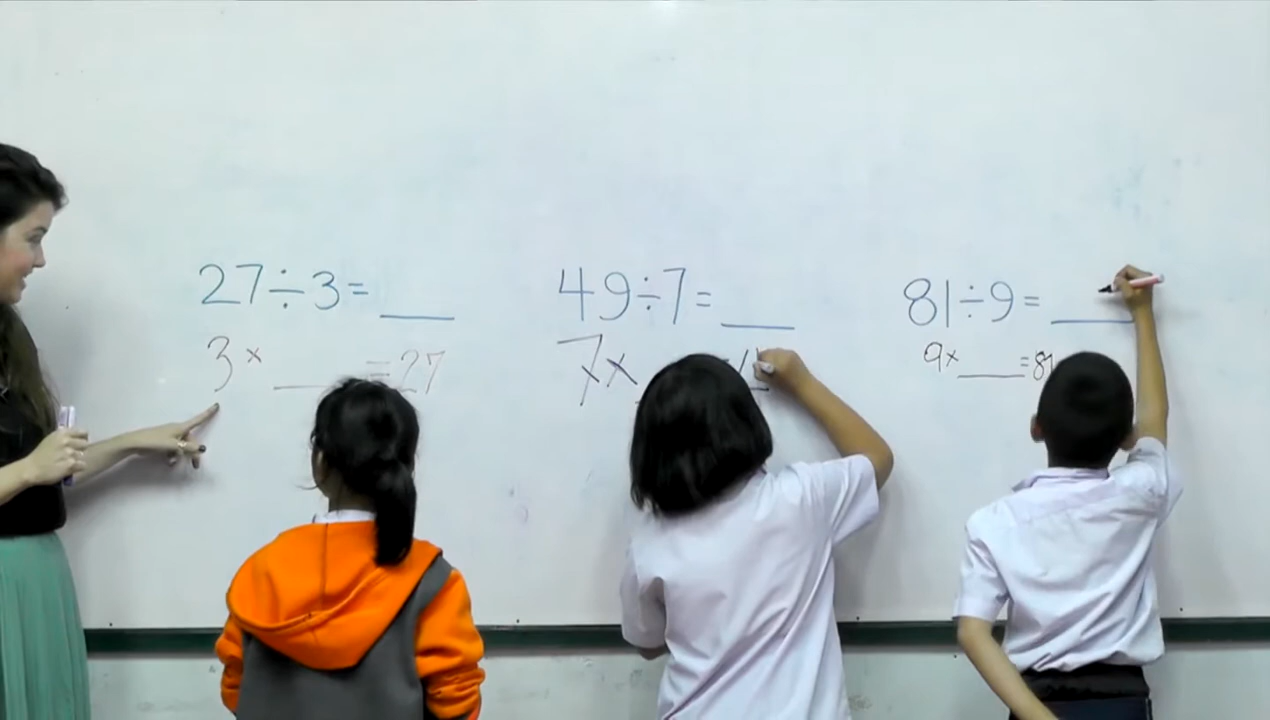 27÷3= ___
3× ___ =27
49÷7= ___
7×
81÷9= ___
9× ___ =81